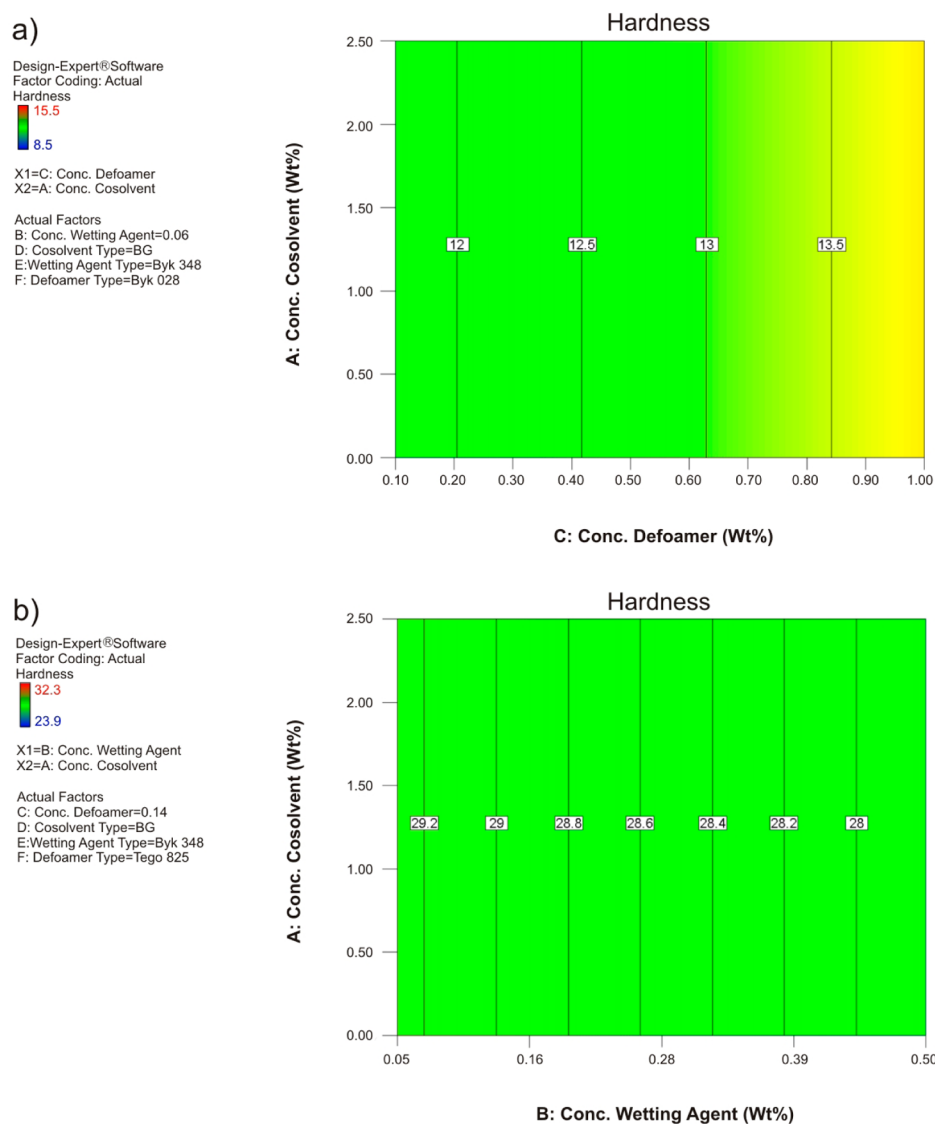 a)
Design-Expert®Software
Factor Coding: Actual
Hardness
15.5
8.5
X1=C: Conc. Defoamer
X2=A: Conc. Cosolvent
Actual Factors
B: Conc. Wetting Agent=0.06
D: Cosolvent Type=BG
E:Wetting Agent Type=Byk 348
F: Defoamer Type=Byk 028
Hardness
A: Conc. Cosolvent (Wt%)
2.50
2.00
1.50
1.00
0.50
0.00
12
12.5
13
13.5
0.10
0.20
0.30
0.40
0.50
0.60
0.70
0.80
0.90
1.00
C: Conc. Defoamer (Wt%)
b)
Design-Expert®Software
Factor Coding: Actual
Hardness
32.3
23.9
X1=B: Conc. Wetting Agent
X2=A: Conc. Cosolvent
Actual Factors
C: Conc. Defoamer=0.14
D: Cosolvent Type=BG
E:Wetting Agent Type=Byk 348
F: Defoamer Type=Tego 825
Hardness
A: Conc. Cosolvent (Wt%)
2.50
2.00
1.50
1.00
0.50
0.00
29.2
29
28.8
28.6
28.4
28.2
28
0.05
0.16
0.28
0.39
0.50
B: Conc. Wetting Agent (Wt%)